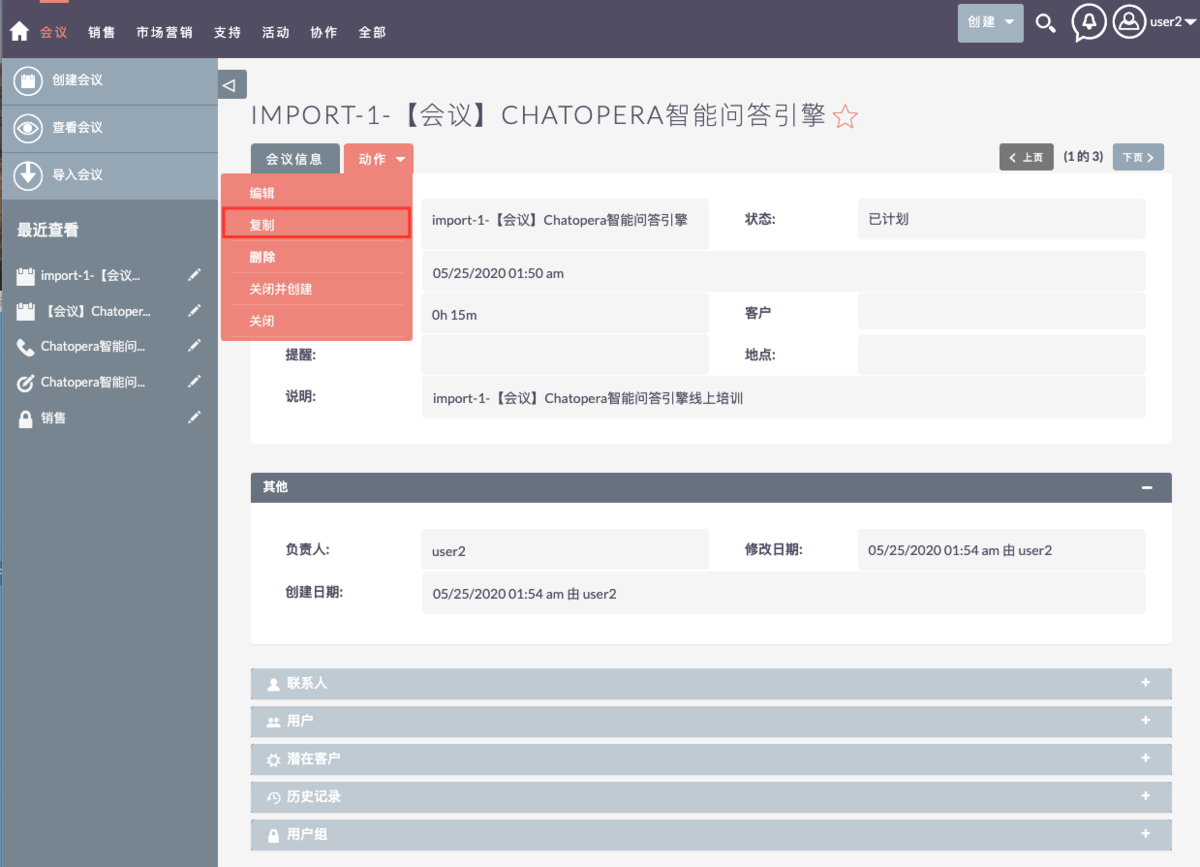 会议 销售 市场营销 支持 活动 协作 全部 创建 user2
创建会议
查看会议
导入会议
最近查看
import-1-【会议...
【会议】Chatoper...
Chatopera智能问...
Chatopera智能问...
销售
IMPORT-1-【会议】CHATOPERA智能问答引擎
会议信息 动作 上页 (1 的 3) 下页
编辑
复制
删除
关闭并创建
关闭
import-1-【会议】Chatopera智能问答引擎 状态: 已计划
05/25/2020 01:50 am
0h 15m 客户
提醒: 地点:
说明: import-1-【会议】Chatopera智能问答引擎线上培训
其他
负责人: user2 修改日期: 05/25/2020 01:54 am 由 user2
创建日期: 05/25/2020 01:54 am 由 user2
联系人
用户
潜在客户
历史记录
用户组